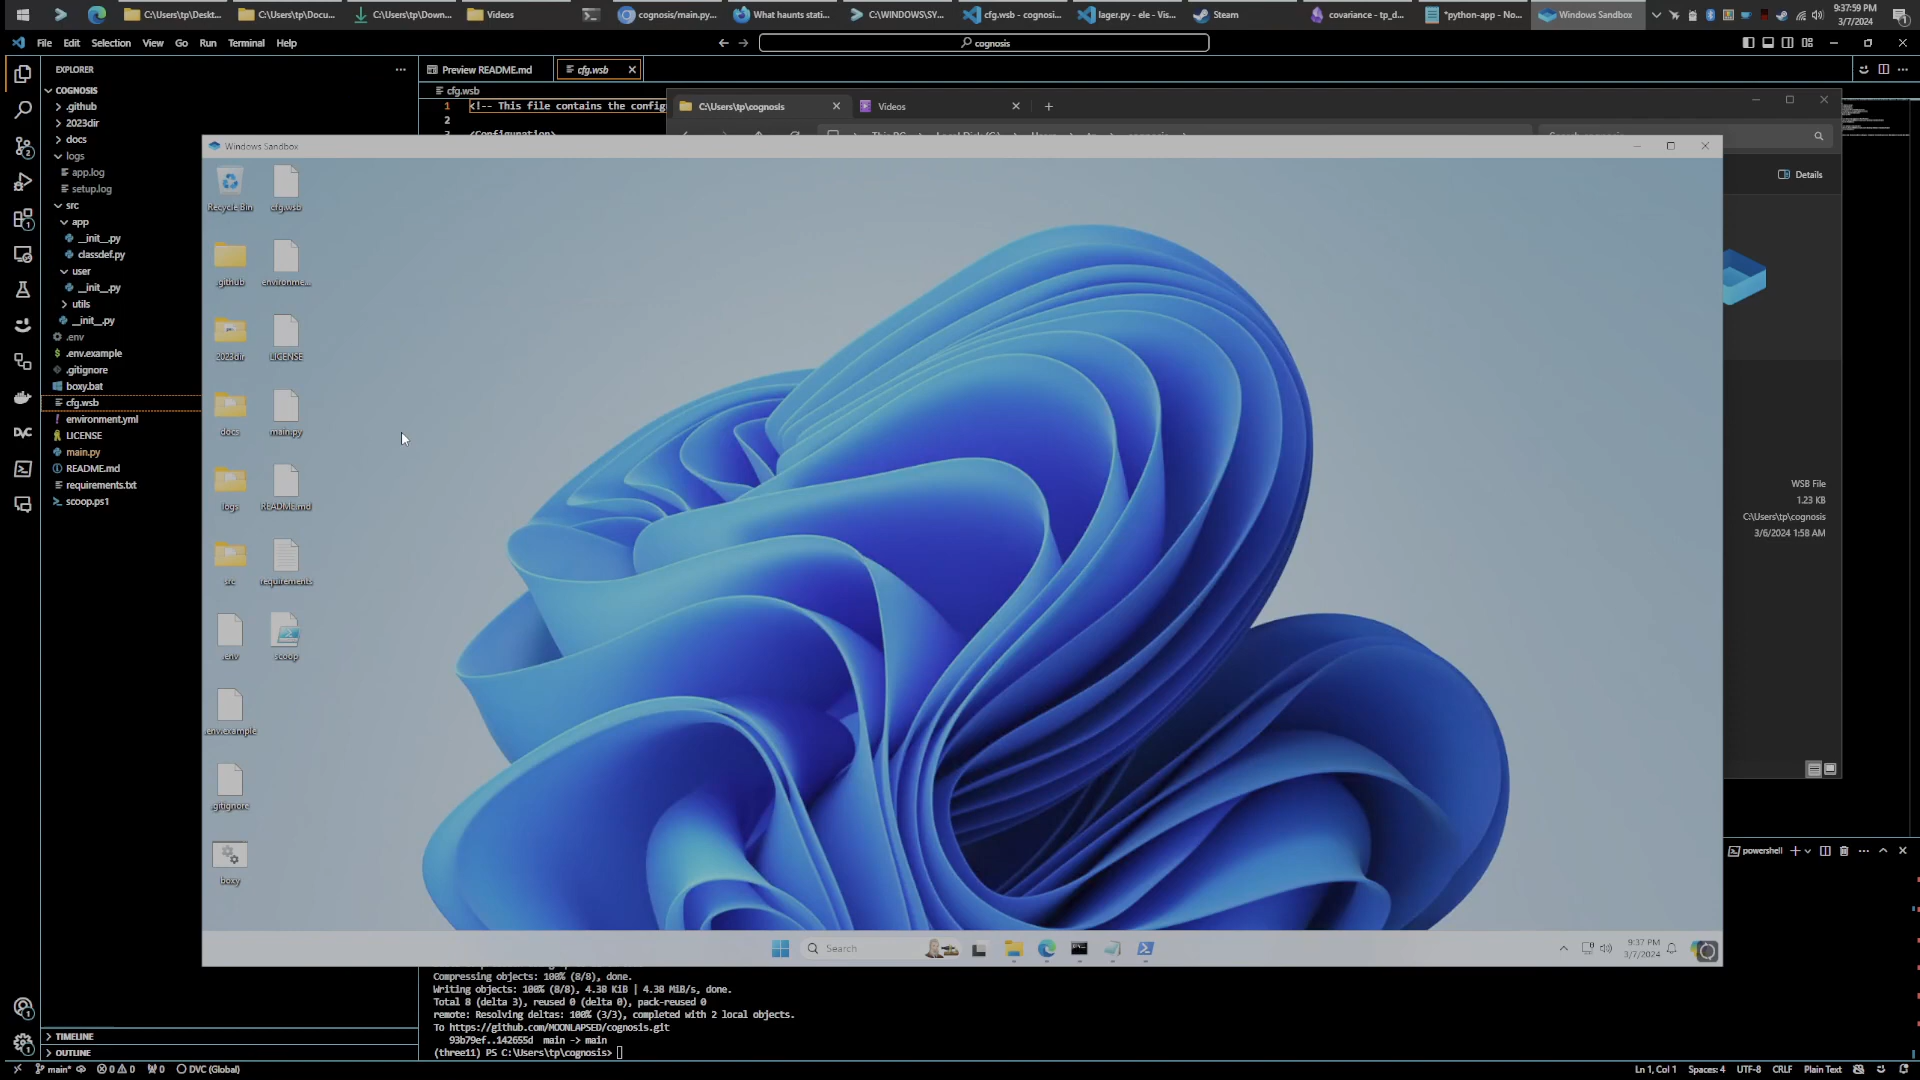 C:\Users\tp\Deskt...
C:\Users\tp\Docu...
C:\Users\tp\Down...
Videos
cognosis/main.py...
What haunts stati...
C:\WINDOWS\SY...
cfg.wsb - cognosi...
lager.py - ele - Vis...
Steam
covariance - tp_d...
*python-app - No...
Windows Sandbox
9:37:59 PM
3/7/2024
File Edit Selection View Go Run Terminal Help
cognosis
EXPLORER
Preview README.md
cfg.wsb
COGNOSIS
.github
2023dir
docs
logs
app.log
setup.log
src
app
__init__.py
classdef.py
user
__init__.py
utils
__init__.py
.env
.env.example
.gitignore
boxy.bat
cfg.wsb
environment.yml
LICENSE
main.py
README.md
requirements.txt
scoop.ps1
cfg.wsb
1 <!-- This file contains the config
2
3 <Configuration>
C:\Users\tp\cognosis
Videos
Details
WSB File
1.23 KB
C:\Users\tp\cognosis
3/6/2024 1:58 AM
Windows Sandbox
Recycle Bin
cfg.wsb
.github
environme...
2023dir
LICENSE
docs
main.py
logs
README.md
src
requirements
.env
scoop
.env.example
.gitignore
boxy
Search
9:37 PM
3/7/2024
powershell
Compressing objects: 100% (8/8), done.
Writing objects: 100% (8/8), 4.38 KiB | 4.38 MiB/s, done.
Total 8 (delta 3), reused 0 (delta 0), pack-reused 0
remote: Resolving deltas: 100% (3/3), completed with 2 local objects.
To https://github.com/MOONLAPSED/cognosis.git
93b79ef..142655d main -> main
(three11) PS C:\Users\tp\cognosis>
TIMELINE
OUTLINE
main*
0 0
0
DVC (Global)
Ln 1, Col 1
Spaces: 4
UTF-8
CRLF
Plain Text